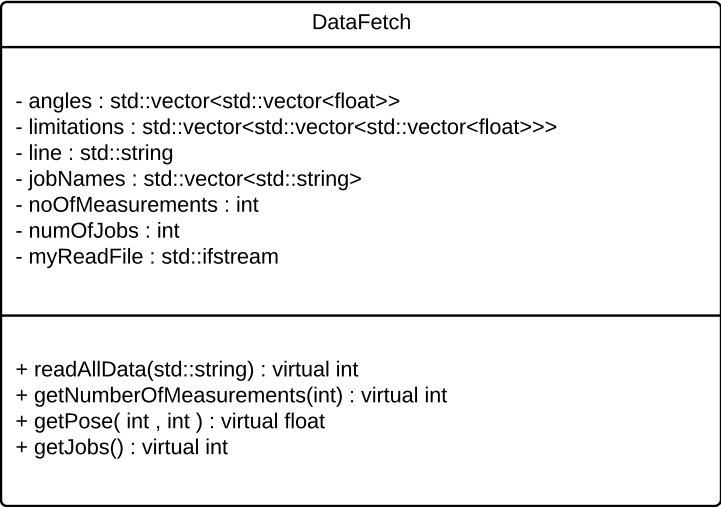 DataFetch
- angles : std::vector<std::vector<float>>
- limitations : std::vector<std::vector<std::vector<float>>>
- line : std::string
- jobNames : std::vector<std::string>
- noOfMeasurements : int
- numOfJobs : int
- myReadFile : std::ifstream
+ readAllData(std::string) : virtual int
+ getNumberOfMeasurements(int) : virtual int
+ getPose( int , int ) : virtual float
+ getJobs() : virtual int